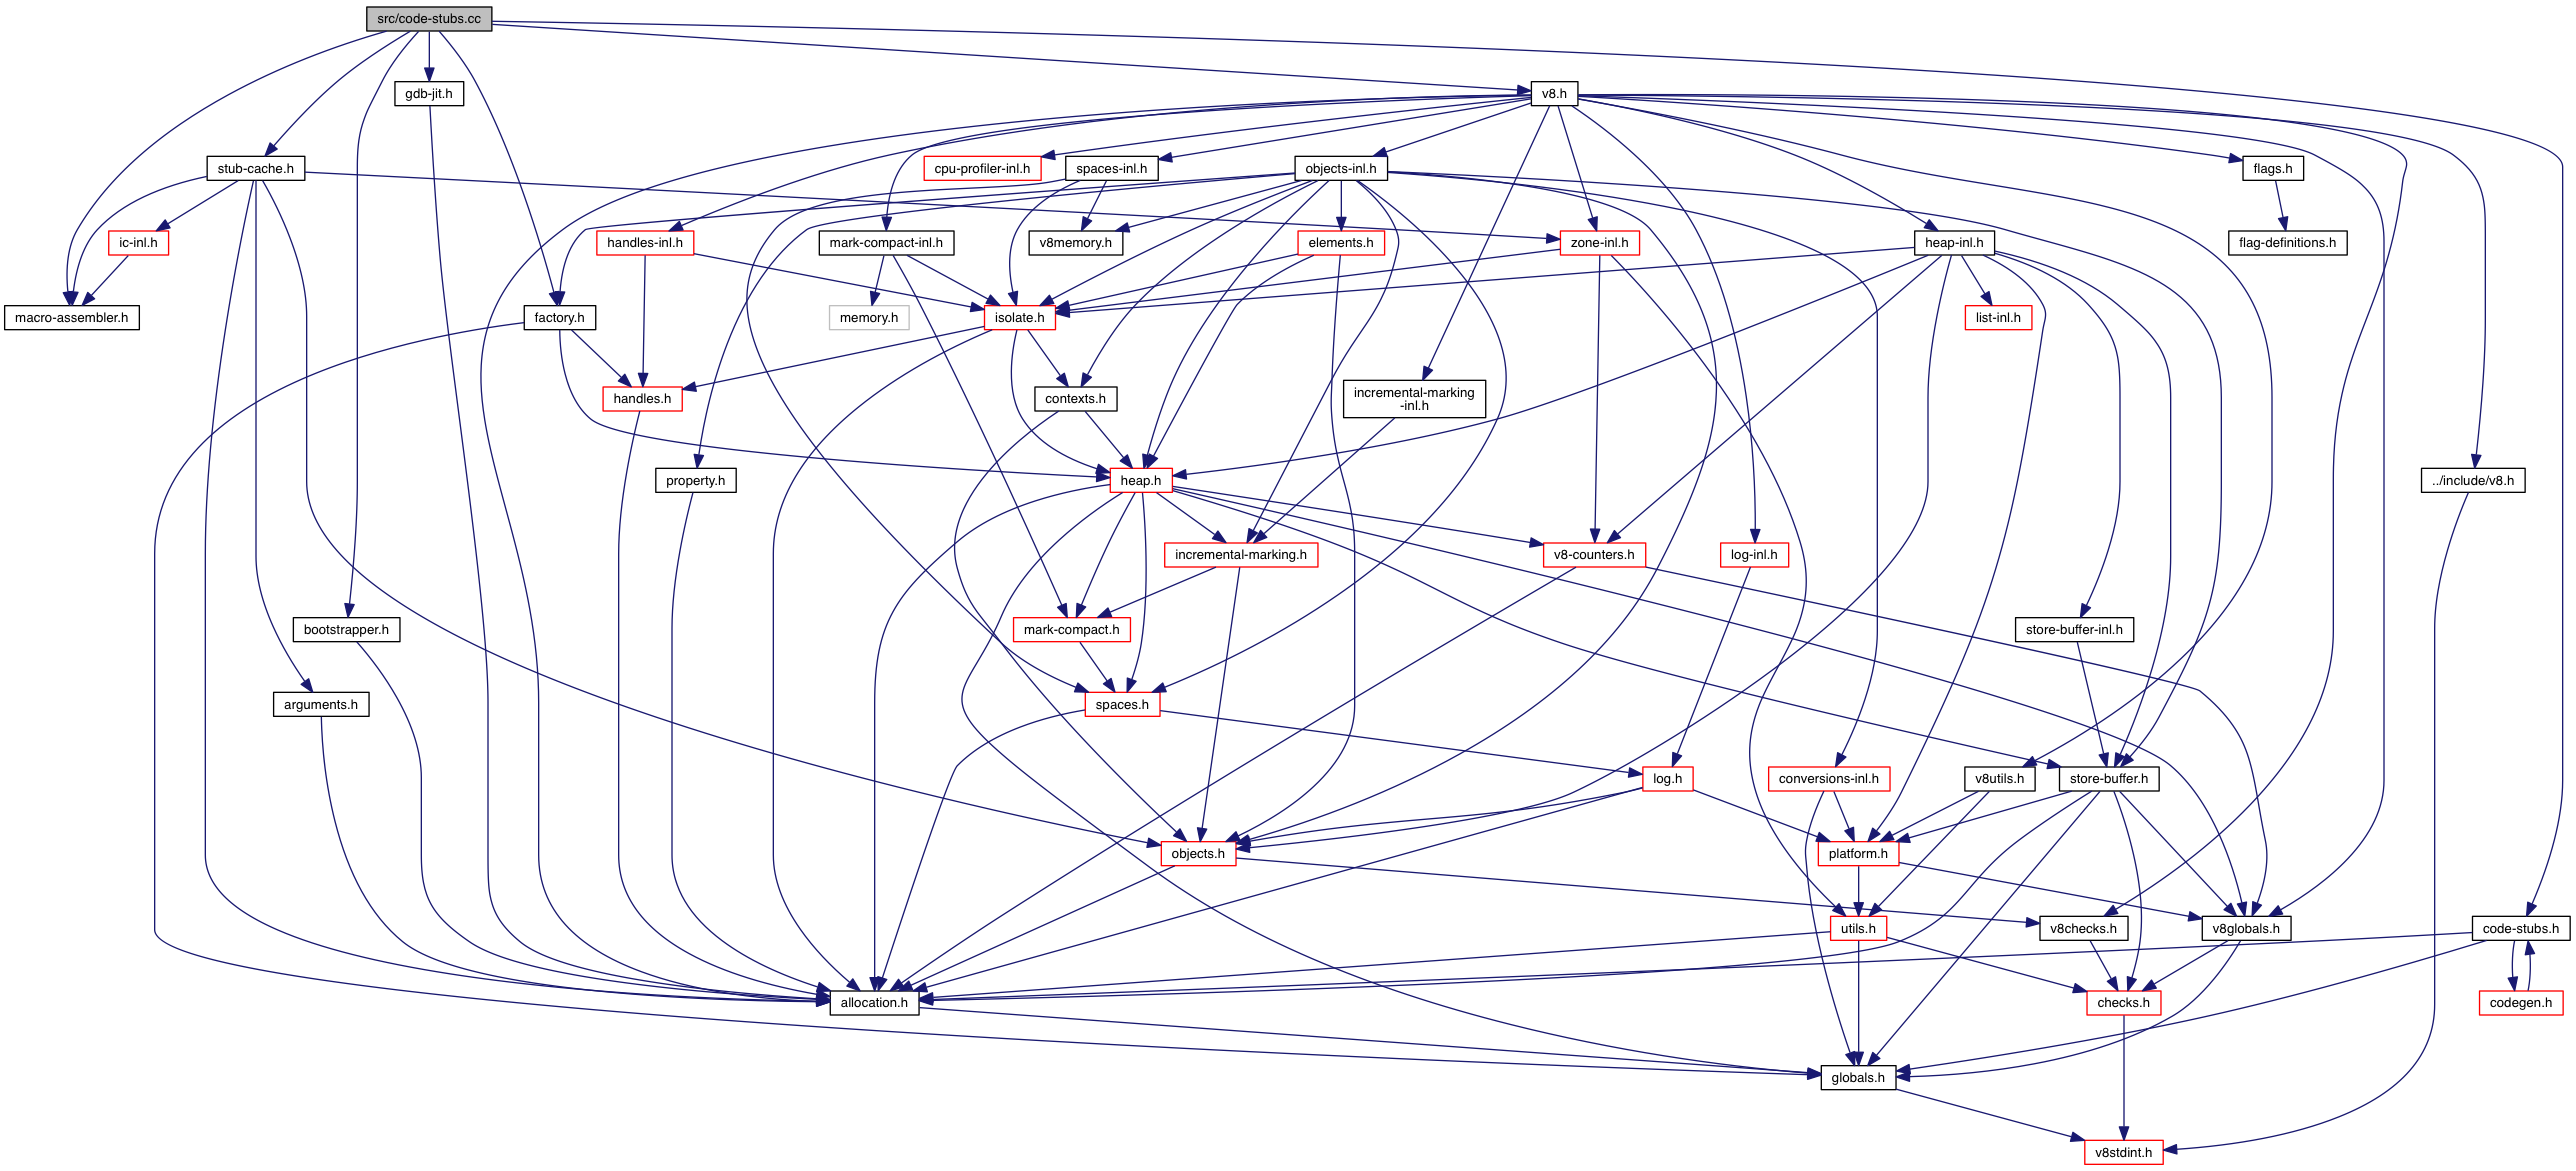 src/code-stubs.cc
gdb-jit.h
v8.h
stub-cache.h
cpu-profiler-inl.h
spaces-inl.h
objects-inl.h
flags.h
ic-inl.h
handles-inl.h
mark-compact-inl.h
v8memory.h
elements.h
zone-inl.h
heap-inl.h
flag-definitions.h
macro-assembler.h
factory.h
memory.h
isolate.h
list-inl.h
handles.h
contexts.h
incremental-marking
-inl.h
property.h
heap.h
../include/v8.h
incremental-marking.h
v8-counters.h
log-inl.h
bootstrapper.h
mark-compact.h
store-buffer-inl.h
arguments.h
spaces.h
log.h
conversions-inl.h
v8utils.h
store-buffer.h
objects.h
platform.h
utils.h
v8checks.h
v8globals.h
code-stubs.h
allocation.h
checks.h
codegen.h
globals.h
v8stdint.h